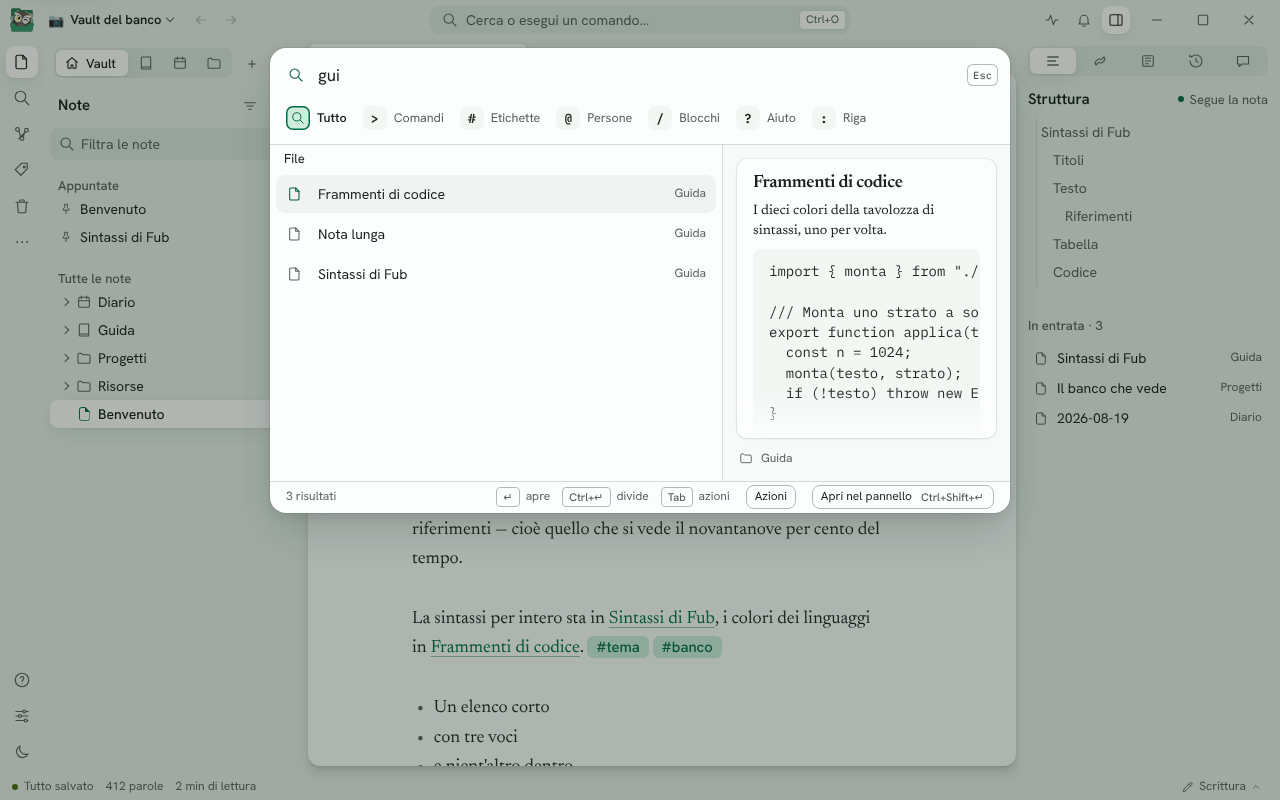 Vault del banco
Cerca o esegui un comando...
Ctrl+O
Vault
Note
Filtra le note
Appuntate
Benvenuto
Sintassi di Fub
Tutte le note
Diario
Guida
Progetti
Risorse
Benvenuto
gui
Esc
Tutto
> Comandi
# Etichette
@ Persone
/ Blocchi
? Aiuto
: Riga
File
Frammenti di codice Guida
Nota lunga Guida
Sintassi di Fub Guida
Frammenti di codice
I dieci colori della tavolozza di
sintassi, uno per volta.
import { monta } from "./
/// Monta uno strato a so
export function applica(t
const n = 1024;
monta(testo, strato);
if (!testo) throw new E
}
Guida
3 risultati
↵ apre
Ctrl+↵ divide
Tab azioni
Azioni
Apri nel pannello Ctrl+Shift+↵
riferimenti — cioè quello che si vede il novantanove per cento del
tempo.
La sintassi per intero sta in Sintassi di Fub, i colori dei linguaggi
in Frammenti di codice. #tema #banco
• Un elenco corto
• con tre voci
• e nient'altro dentro
Struttura
Segue la nota
Sintassi di Fub
Titoli
Testo
Riferimenti
Tabella
Codice
In entrata · 3
Sintassi di Fub Guida
Il banco che vede Progetti
2026-08-19 Diario
Tutto salvato 412 parole 2 min di lettura
Scrittura